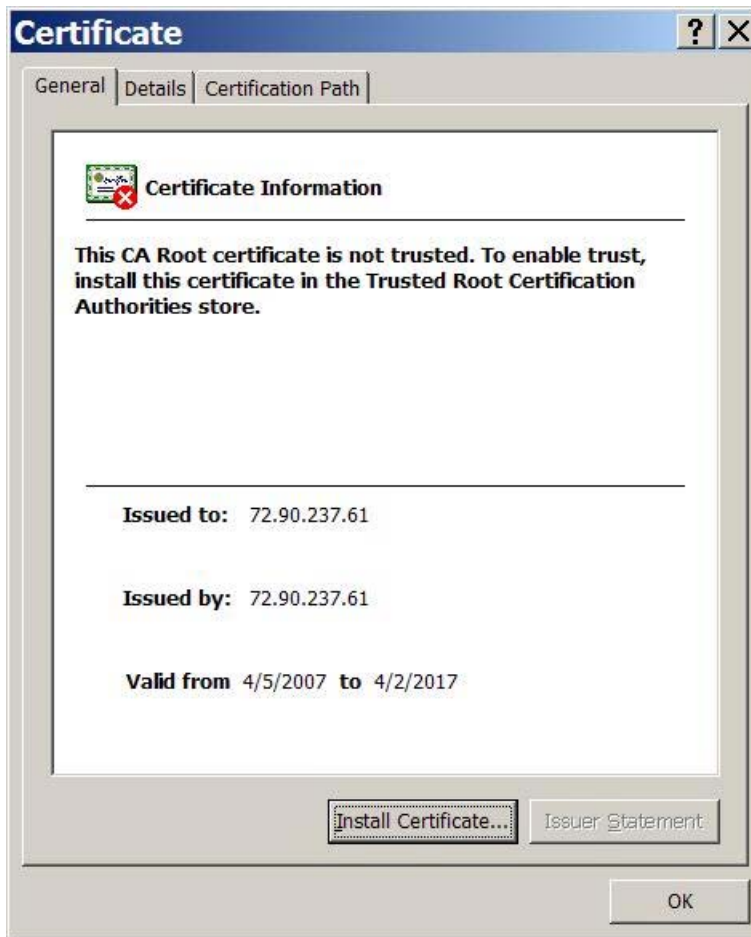 Certificate
?
General Details Certification Path
Certificate Information
This CA Root certificate is not trusted. To enable trust,
install this certificate in the Trusted Root Certification
Authorities store.
Issued to: 72.90.237.61
Issued by: 72.90.237.61
Valid from 4/5/2007 to 4/2/2017
Install Certificate... Issuer Statement
OK